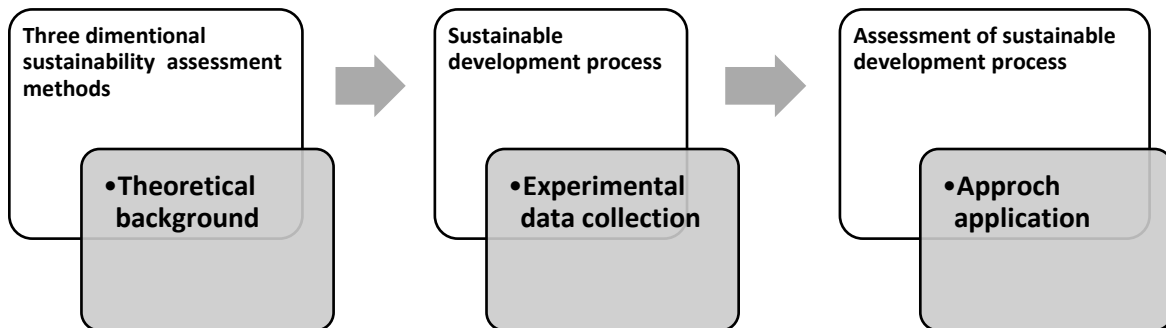 Three dimentional
sustainability assessment
methods
•Theoretical
background
Sustainable
development process
•Experimental
data collection
Assessment of sustainable
development process
•Approch
application